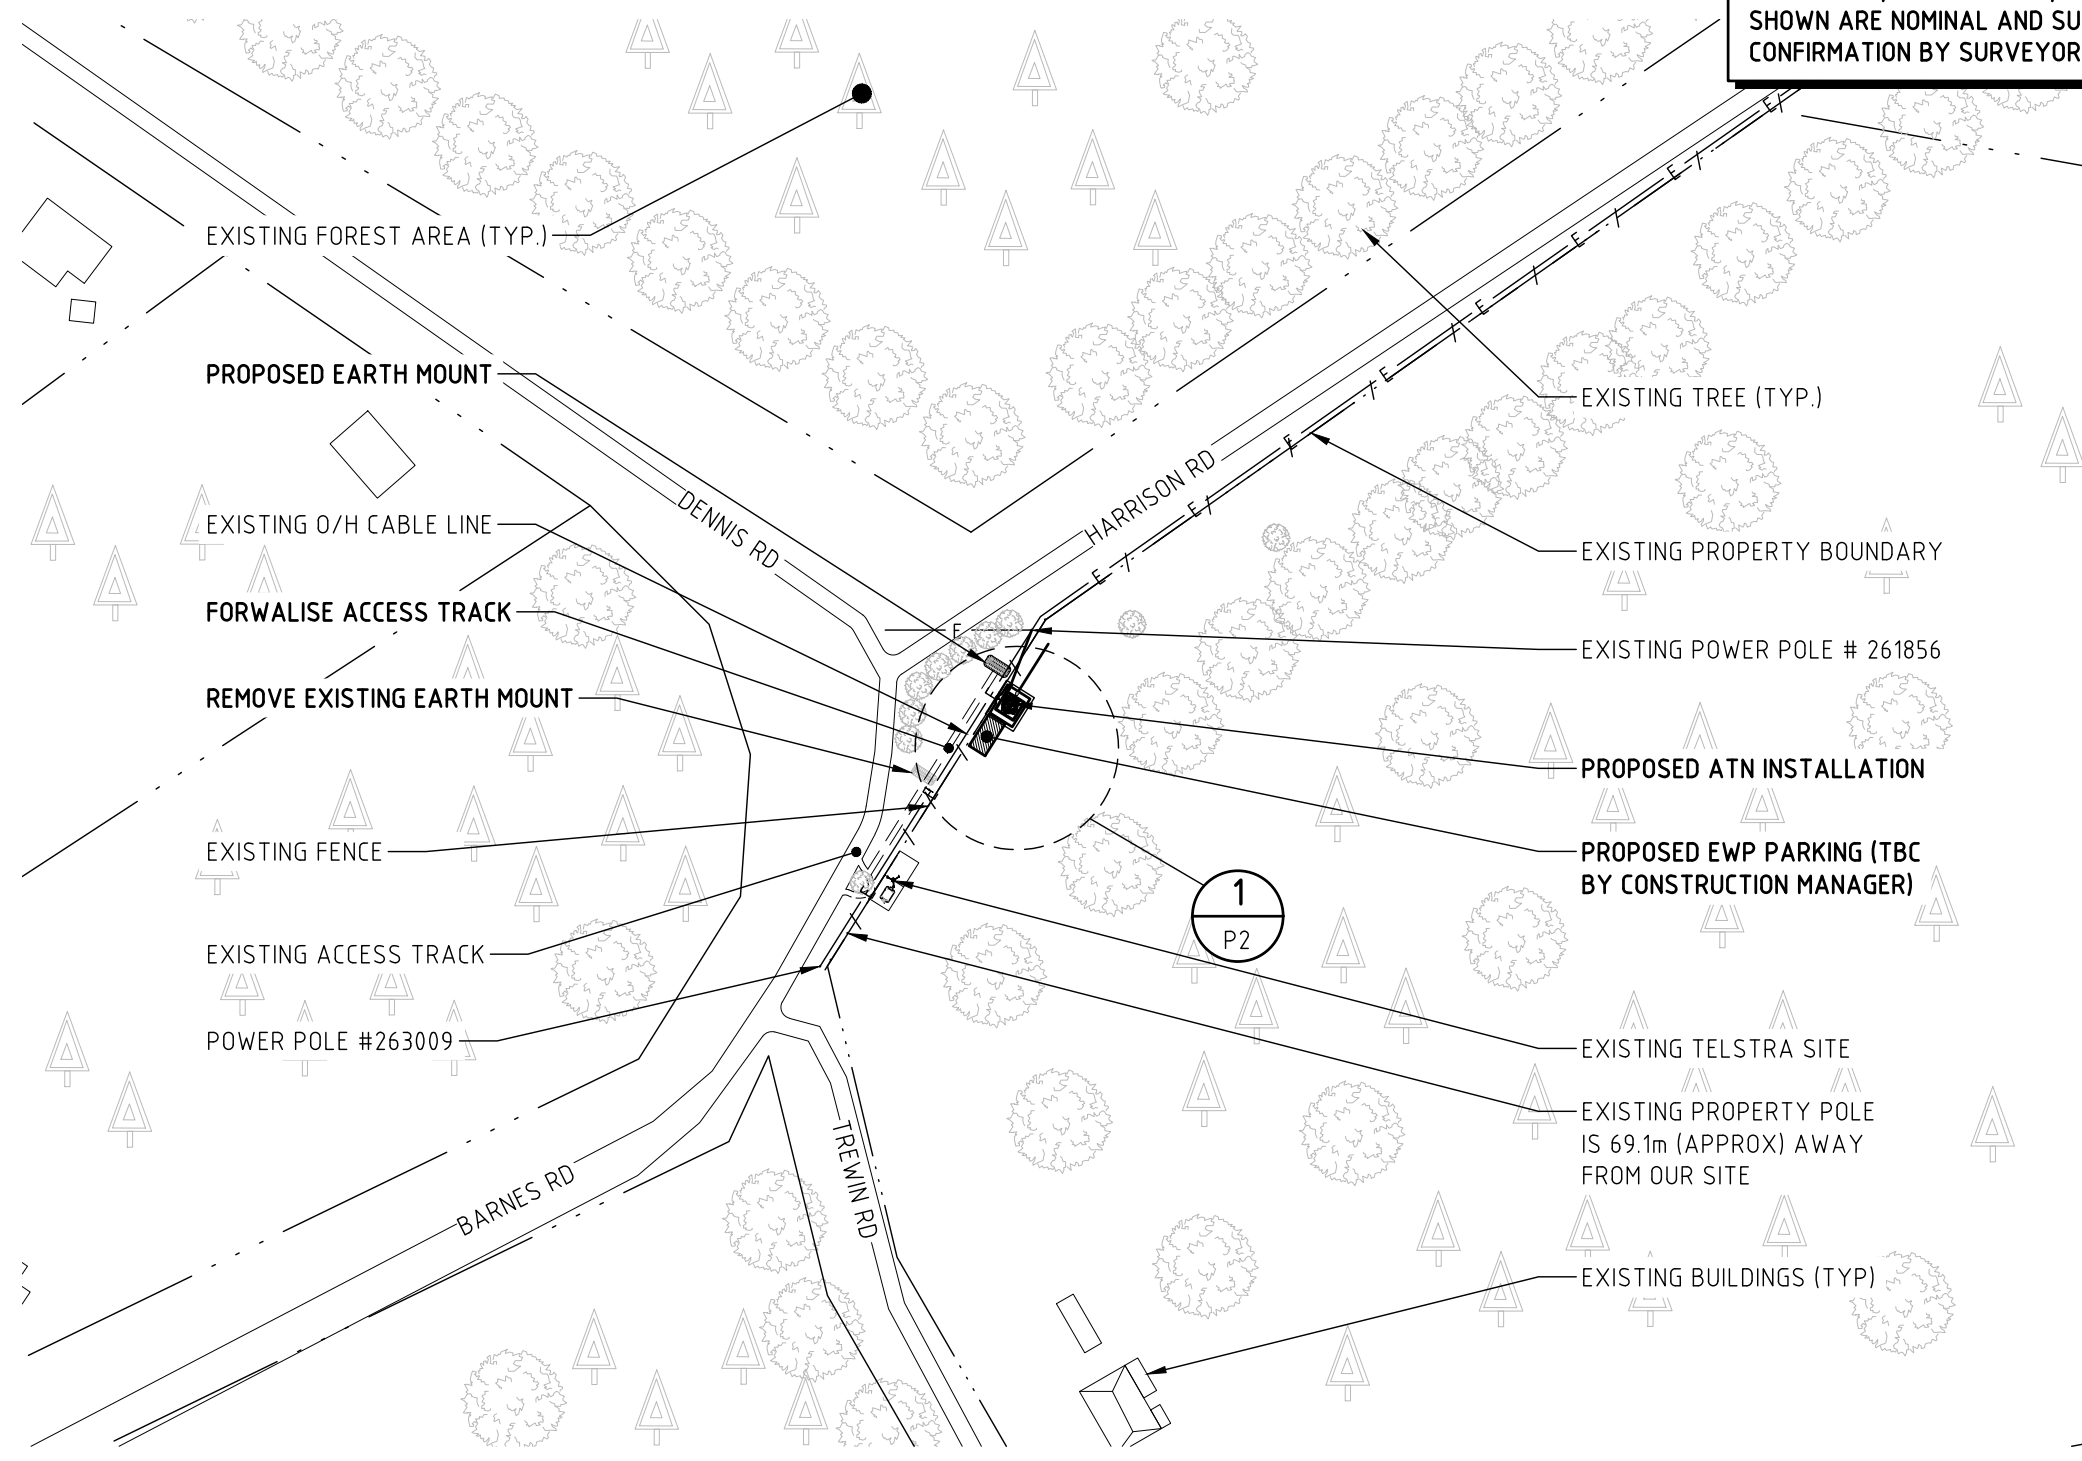 SHOWN ARE NOMINAL AND SU
CONFIRMATION BY SURVEYOR
EXISTING FOREST AREA (TYP.)
PROPOSED EARTH MOUNT
EXISTING O/H CABLE LINE
FORWALISE ACCESS TRACK
REMOVE EXISTING EARTH MOUNT
EXISTING FENCE
EXISTING ACCESS TRACK
POWER POLE #263009
DENNIS RD
HARRISON RD
BARNES RD
TREWIN RD
E
E
E
E
E
E
E
E
E
1
P2
EXISTING TREE (TYP.)
EXISTING PROPERTY BOUNDARY
EXISTING POWER POLE # 261856
PROPOSED ATN INSTALLATION
PROPOSED EWP PARKING (TBC
BY CONSTRUCTION MANAGER)
EXISTING TELSTRA SITE
EXISTING PROPERTY POLE
IS 69.1m (APPROX) AWAY
FROM OUR SITE
EXISTING BUILDINGS (TYP)